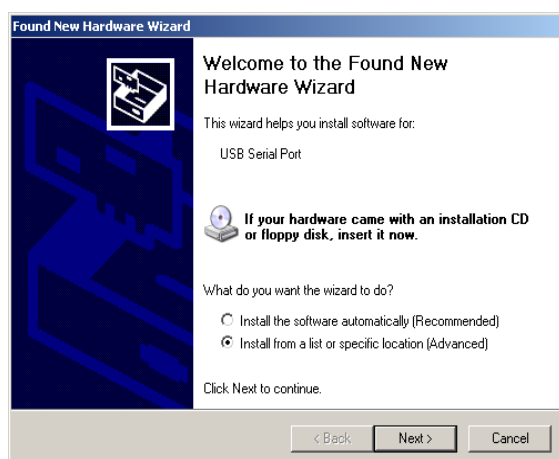 Found New Hardware Wizard
Welcome to the Found New
Hardware Wizard
This wizard helps you install software for:
USB Serial Port
If your hardware came with an installation CD
or floppy disk, insert it now.
What do you want the wizard to do?
Install the software automatically (Recommended)
Install from a list or specific location (Advanced)
Click Next to continue.
< Back Next > Cancel